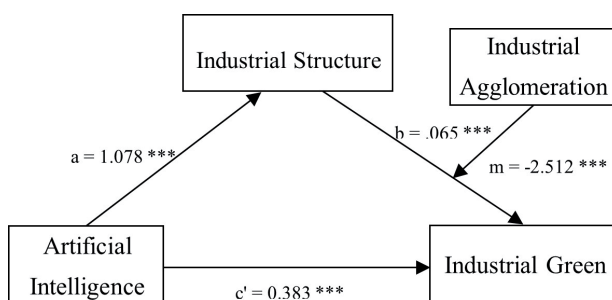 Industrial Structure
Industrial
Agglomeration
b = .065 ***
a = 1.078 ***
m = -2.512 ***
Artificial
Intelligence
Industrial Green
c' = 0.383 ***